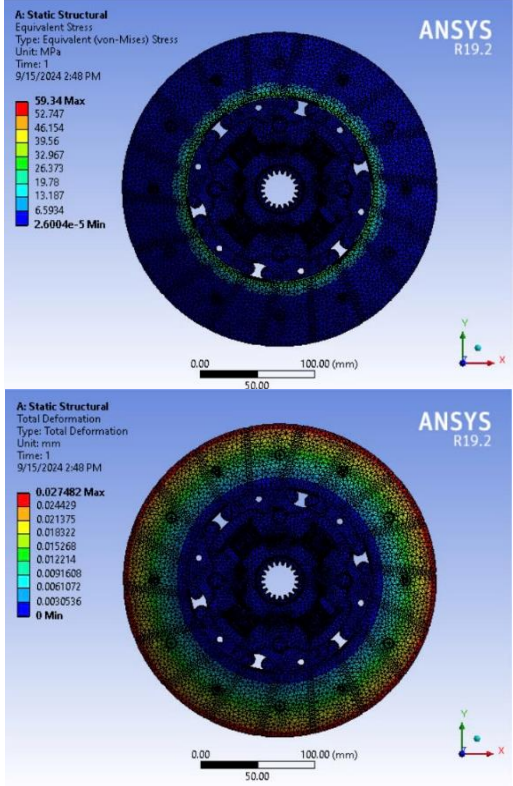 A: Static Structural
Equivalent Stress
Type: Equivalent (von-Mises) Stress
Unit: MPa
Time: 1
9/15/2024 2:48 PM
59.34 Max
52.747
46.154
39.56
32.967
26.373
19.78
13.187
6.5934
2.6004e-5 Min
ANSYS
R19.2
Y
X
0.00
100.00 (mm)
50.00
A: Static Structural
Total Deformation
Type: Total Deformation
Unit: mm
Time: 1
9/15/2024 2:48 PM
0.027482 Max
0.024429
0.021375
0.018322
0.015268
0.012214
0.0091608
0.0061072
0.0030536
0 Min
ANSYS
R19.2
Y
X
0.00
100.00 (mm)
50.00